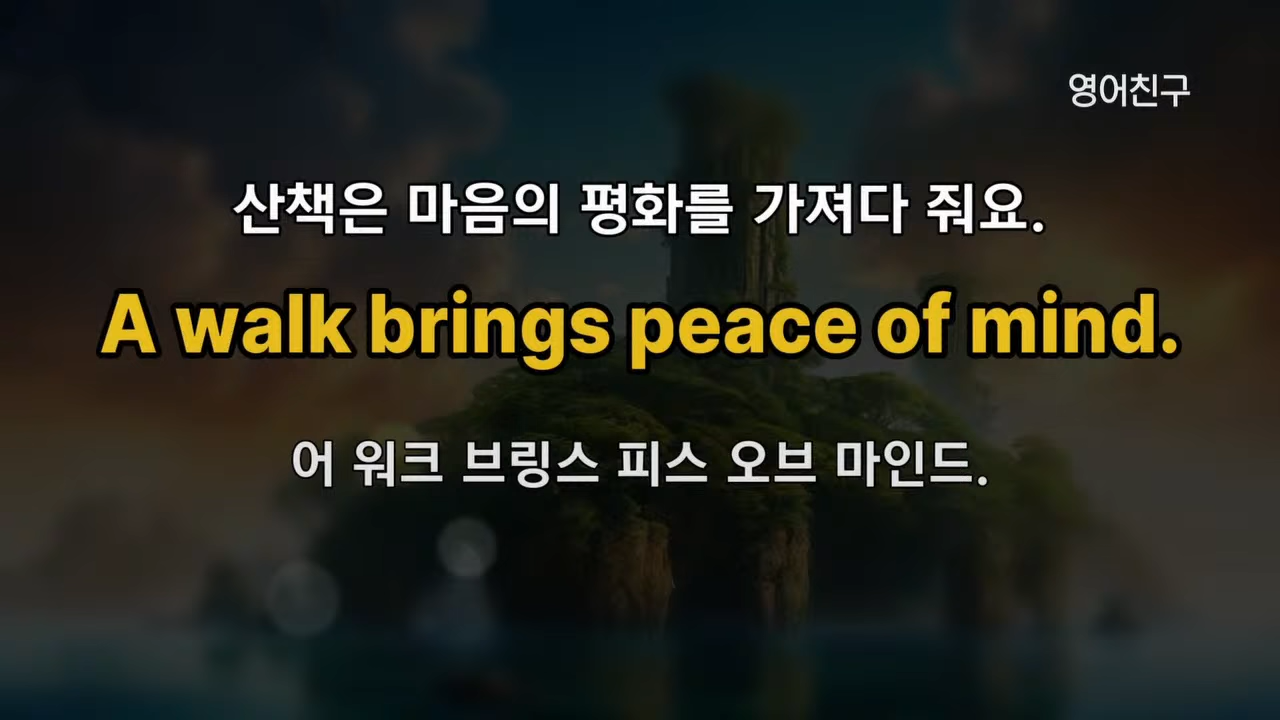 영어친구
산책은 마음의 평화를 가져다 줘요.
A walk brings peace of mind.
어 워크 브링스 피스 오브 마인드.